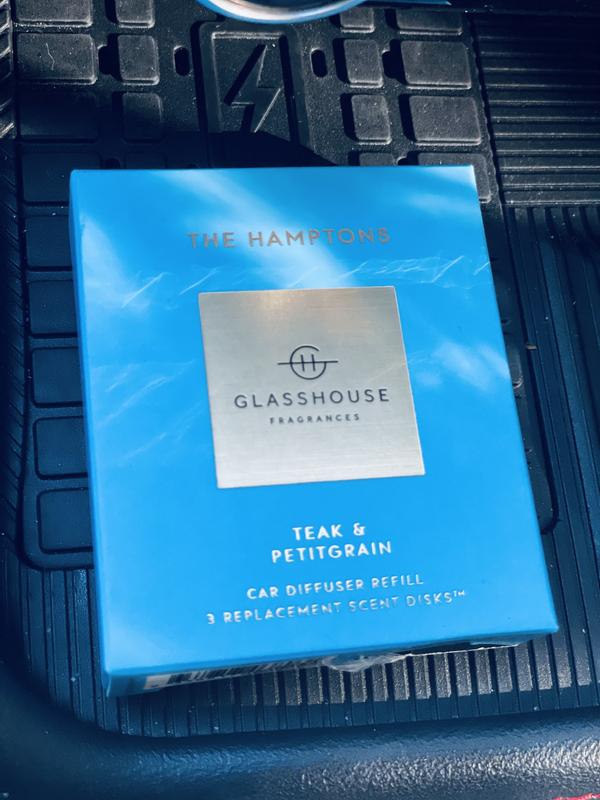 THE HAMPTONS
GLASSHOUSE
FRAGRANCES
TEAK &
PETITGRAIN
CAR DIFFUSER REFILL
3 REPLACEMENT SCENT DISKS™